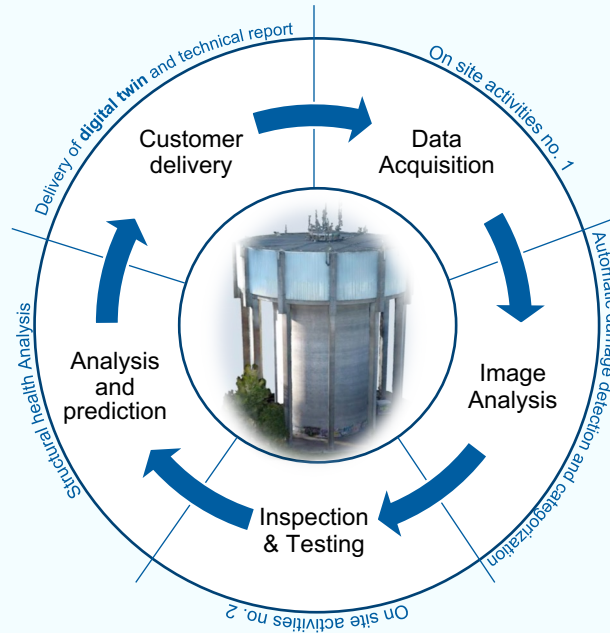 Delivery of digital twin and technical report
On site activities no. 1
Customer
delivery
Data
Acquisition
Automatic damage detection and categorization
Structural health Analysis
Analysis
and
prediction
Image
Analysis
Inspection
& Testing
On site activities no. 2